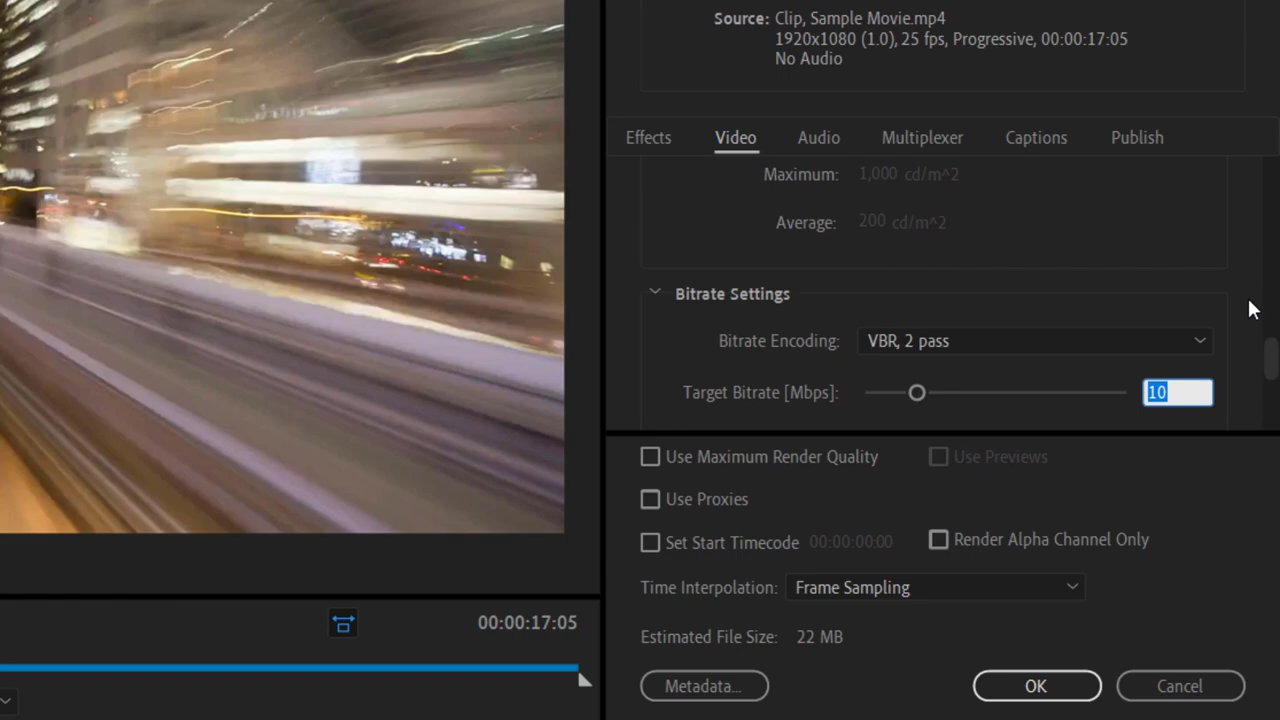 Source: Clip, Sample Movie.mp4
1920x1080 (1.0), 25 fps, Progressive, 00:00:17:05
No Audio
Effects Video Audio Multiplexer Captions Publish
Maximum: 1,000 cd/m^2
Average: 200 cd/m^2
Bitrate Settings
Bitrate Encoding: VBR, 2 pass
Target Bitrate [Mbps]: 10
Use Maximum Render Quality Use Previews
Use Proxies
Set Start Timecode 00:00:00:00 Render Alpha Channel Only
Time Interpolation: Frame Sampling
00:00:17:05
Estimated File Size: 22 MB
Metadata... OK Cancel